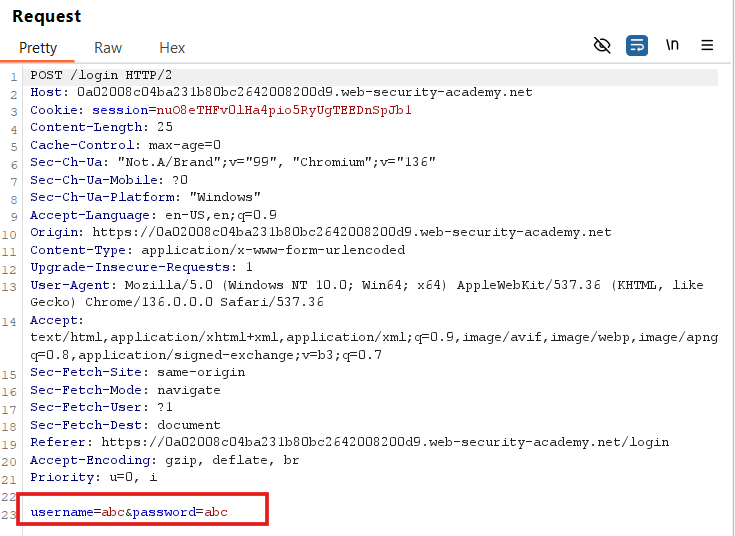 Request
Pretty Raw Hex
\n
1 POST /login HTTP/2
2 Host: 0a02008c04ba231b80bc2642008200d9.web-security-academy.net
3 Cookie: session=nuO8eTHFvOlHa4pio5RyUgTEEDnSpJb1
4 Content-Length: 25
5 Cache-Control: max-age=0
6 Sec-Ch-Ua: "Not.A/Brand";v="99", "Chromium";v="136"
7 Sec-Ch-Ua-Mobile: ?0
8 Sec-Ch-Ua-Platform: "Windows"
9 Accept-Language: en-US,en;q=0.9
10 Origin: https://0a02008c04ba231b80bc2642008200d9.web-security-academy.net
11 Content-Type: application/x-www-form-urlencoded
12 Upgrade-Insecure-Requests: 1
13 User-Agent: Mozilla/5.0 (Windows NT 10.0; Win64; x64) AppleWebKit/537.36 (KHTML, like
Gecko) Chrome/136.0.0.0 Safari/537.36
14 Accept:
text/html,application/xhtml+xml,application/xml;q=0.9,image/avif,image/webp,image/apng
q=0.8,application/signed-exchange;v=b3;q=0.7
15 Sec-Fetch-Site: same-origin
16 Sec-Fetch-Mode: navigate
17 Sec-Fetch-User: ?1
18 Sec-Fetch-Dest: document
19 Referer: https://0a02008c04ba231b80bc2642008200d9.web-security-academy.net/login
20 Accept-Encoding: gzip, deflate, br
21 Priority: u=0, i
22
23 username=abc&password=abc